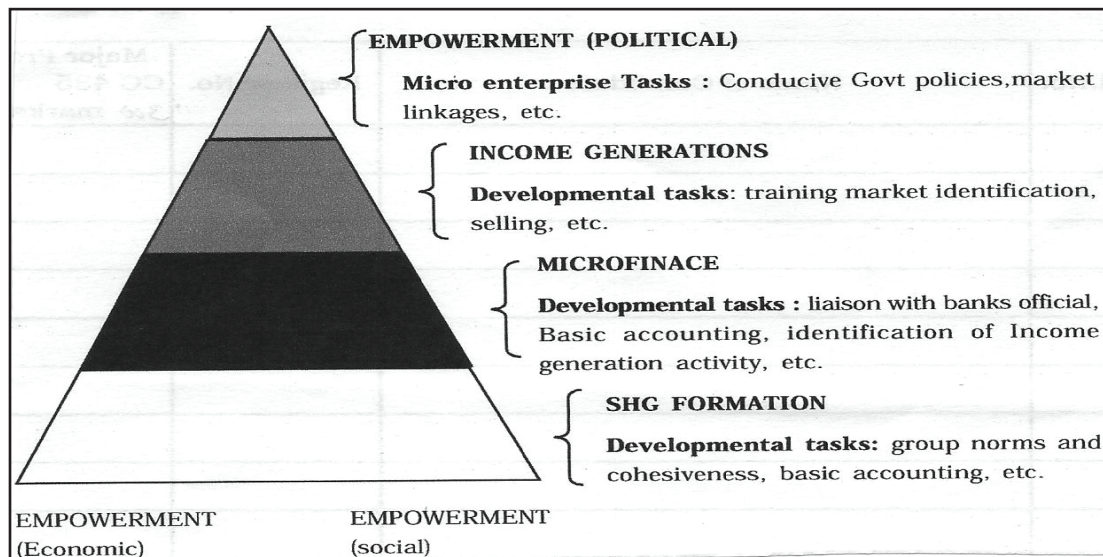 EMPOWERMENT (POLITICAL)
Micro enterprise Tasks : Conducive Govt policies,market
linkages, etc.
INCOME GENERATIONS
Developmental tasks: training market identification,
selling, etc.
MICROFINACE
Developmental tasks : liaison with banks official,
Basic accounting, identification of Income
generation activity, etc.
SHG FORMATION
Developmental tasks: group norms and
cohesiveness, basic accounting, etc.
EMPOWERMENT
(Economic)
EMPOWERMENT
(social)